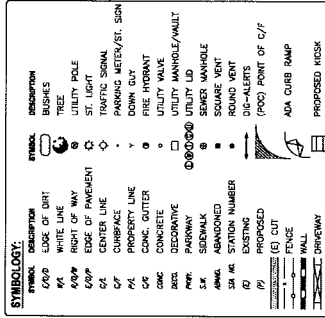 SYMBOLOGY:
SYMBOL DESCRIPTION SYMBOL DESCRIPTION
E/O/D EDGE OF DIRT BUSHES
W/L WHITE LINE TREE
R/O/W RIGHT OF WAY UTILITY POLE
E/O/P EDGE OF PAVEMENT ST. LIGHT
C/L CENTER LINE TRAFFIC SIGNAL
C/F CURBFACE PARKING METER/ST. SIGN
P/L PROPERTY LINE DOWN GUY
C/G CONC. GUTTER FIRE HYDRANT
CONC CONCRETE UTILITY VALVE
DECO. DECORATIVE UTILITY MANHOLE/VAULT
PKWY. PARKWAY UTILITY LID
S.W. SIDEWALK SEWER MANHOLE
ABAND. ABANDONED SQUARE VENT
STA NO. STATION NUMBER ROUND VENT
(E) EXISTING DIG-ALERTS
(P) PROPOSED (POC) POINT OF C/F
(E) CUT
FENCE ADA CURB RAMP
WALL
DRIVEWAY PROPOSED KIOSK